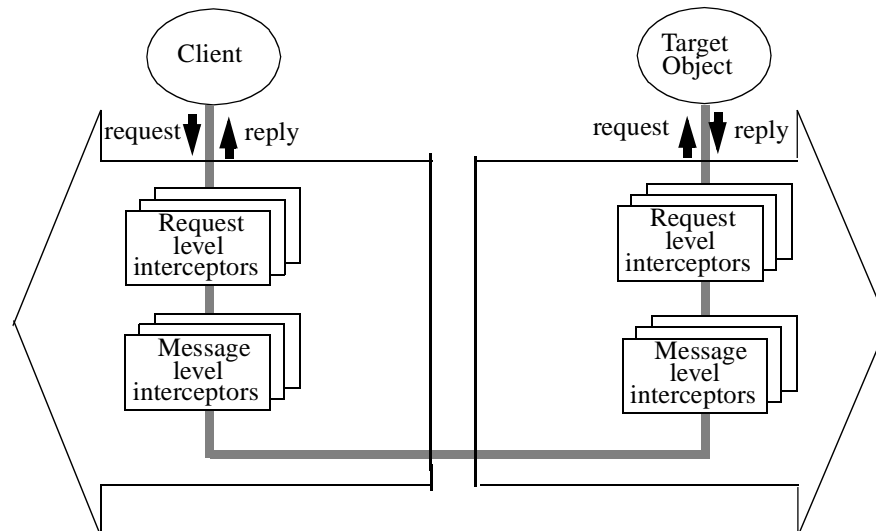 Client
Target
Object
request
reply
request
reply
Request
level
interceptors
Request
level
interceptors
Message
level
interceptors
Message
level
interceptors